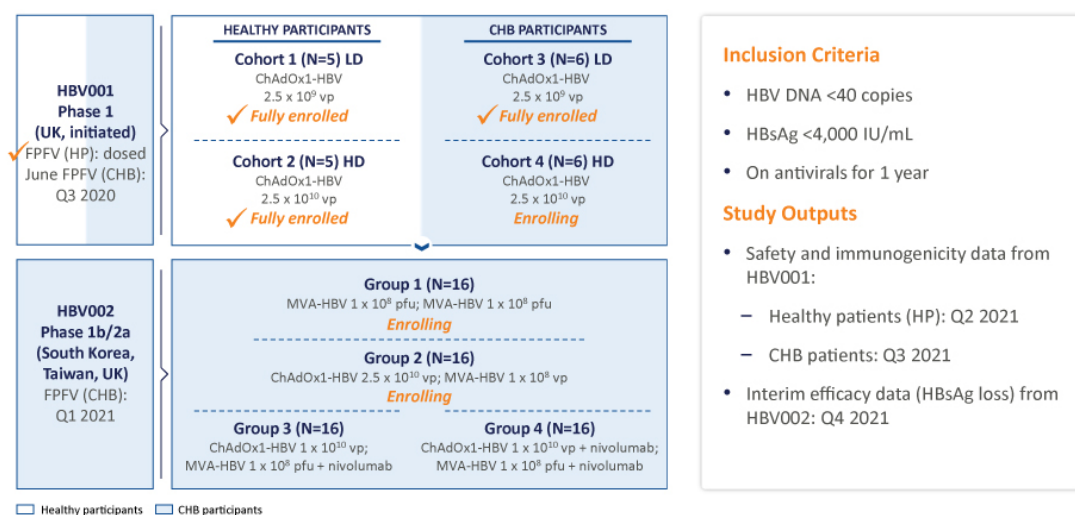 HBV001
Phase 1
(UK, initiated)
FPFV (HP): dosed
June FPFV (CHB):
Q3 2020
HEALTHY PARTICIPANTS
Cohort 1 (N=5) LD
ChAdOx1-HBV
2.5 x 10⁹ vp
Fully enrolled
Cohort 2 (N=5) HD
ChAdOx1-HBV
2.5 x 10¹⁰ vp
Fully enrolled
CHB PARTICIPANTS
Cohort 3 (N=6) LD
ChAdOx1-HBV
2.5 x 10⁹ vp
Fully enrolled
Cohort 4 (N=6) HD
ChAdOx1-HBV
2.5 x 10¹⁰ vp
Enrolling
HBV002
Phase 1b/2a
(South Korea,
Taiwan, UK)
FPFV (CHB):
Q1 2021
Group 1 (N=16)
MVA-HBV 1 x 10⁸ pfu; MVA-HBV 1 x 10⁸ pfu
Enrolling
Group 2 (N=16)
ChAdOx1-HBV 2.5 x 10¹⁰ vp; MVA-HBV 1 x 10⁸ vp
Enrolling
Group 3 (N=16)
ChAdOx1-HBV 1 x 10¹⁰ vp;
MVA-HBV 1 x 10⁸ pfu + nivolumab
Group 4 (N=16)
ChAdOx1-HBV 1 x 10¹⁰ vp + nivolumab;
MVA-HBV 1 x 10⁸ pfu + nivolumab
Healthy participants
CHB participants
Inclusion Criteria
• HBV DNA <40 copies
• HBsAg <4,000 IU/mL
• On antivirals for 1 year
Study Outputs
• Safety and immunogenicity data from
HBV001:
– Healthy patients (HP): Q2 2021
– CHB patients: Q3 2021
• Interim efficacy data (HBsAg loss) from
HBV002: Q4 2021